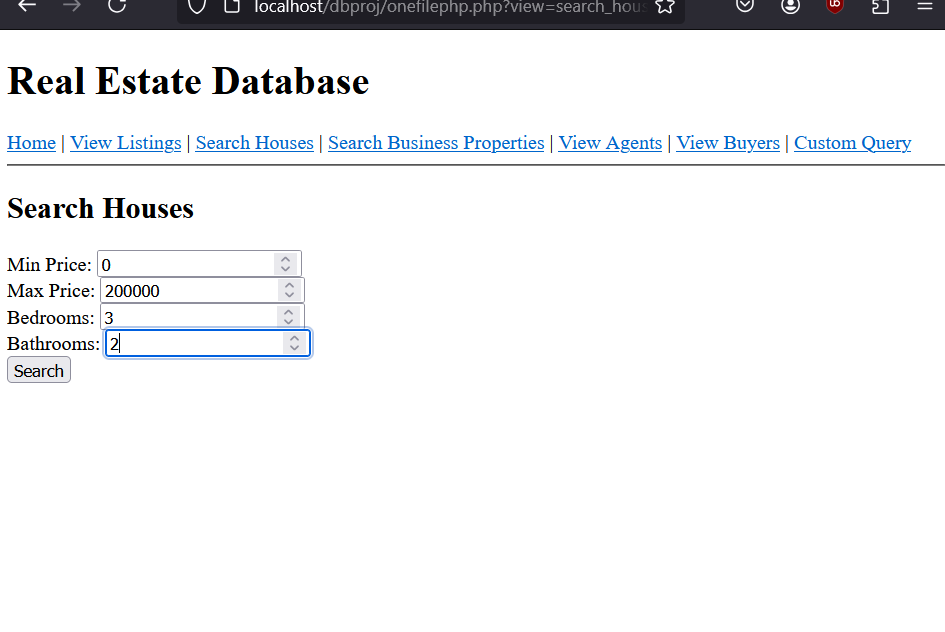 localhost/dbproj/onefilephp.php?view=search_hous
Real Estate Database
Home | View Listings | Search Houses | Search Business Properties | View Agents | View Buyers | Custom Query
Search Houses
Min Price: 0
Max Price: 200000
Bedrooms: 3
Bathrooms: 2
Search